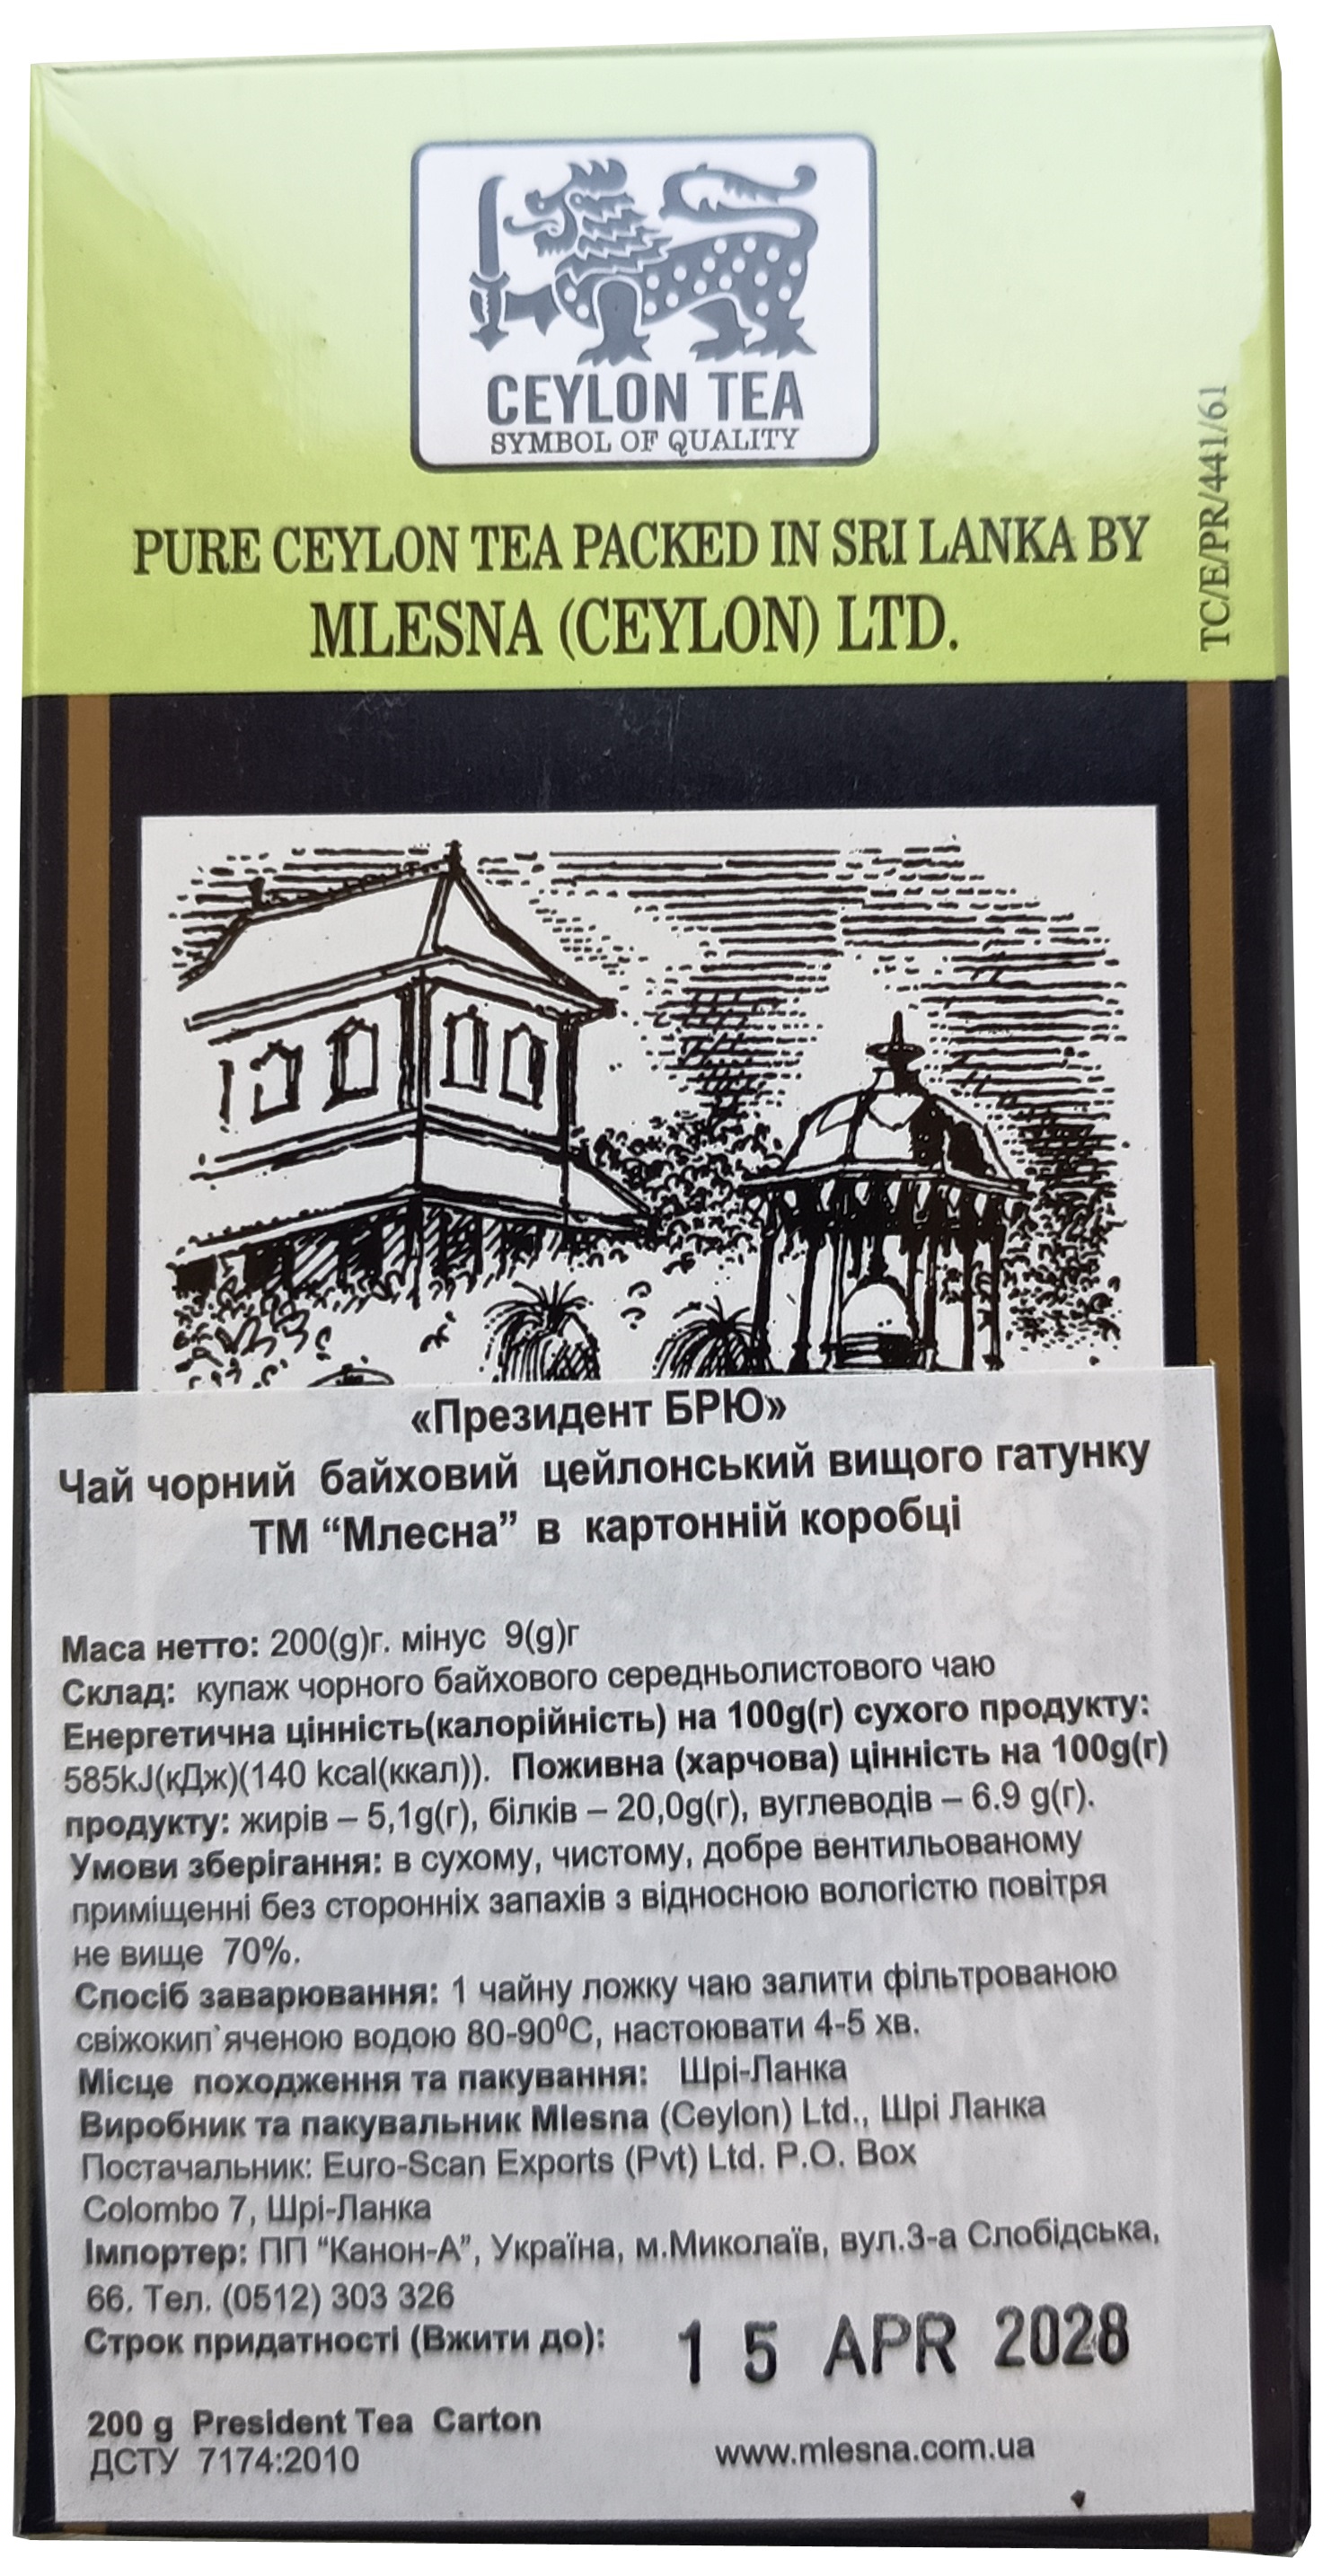 CEYLON TEA
SYMBOL OF QUALITY
TC/E/PR/441/61
PURE CEYLON TEA PACKED IN SRI LANKA BY
MLESNA (CEYLON) LTD.
«Президент БРЮ»
Чай чорний байховий цейлонський вищого гатунку
ТМ “Млесна” в картонній коробці
Маса нетто: 200(g)г. мінус 9(g)г
Склад: купаж чорного байхового середньолистового чаю
Енергетична цінність(калорійність) на 100g(г) сухого продукту:
585kJ(кДж)(140 kcal(ккал)). Поживна (харчова) цінність на 100g(г)
продукту: жирів – 5,1g(г), білків – 20,0g(г), вуглеводів – 6.9 g(г).
Умови зберігання: в сухому, чистому, добре вентильованому
приміщенні без сторонніх запахів з відносною вологістю повітря
не вище 70%.
Спосіб заварювання: 1 чайну ложку чаю залити фільтрованою
свіжокип`яченою водою 80-90⁰С, настоювати 4-5 хв.
Місце походження та пакування: Шрі-Ланка
Виробник та пакувальник Mlesna (Ceylon) Ltd., Шрі Ланка
Постачальник: Euro-Scan Exports (Pvt) Ltd. P.O. Box
Colombo 7, Шрі-Ланка
Імпортер: ПП “Канон-А”, Україна, м.Миколаїв, вул.3-а Слобідська,
66. Тел. (0512) 303 326
Строк придатності (Вжити до): 15 APR 2028
200 g President Tea Carton
ДСТУ 7174:2010
www.mlesna.com.ua